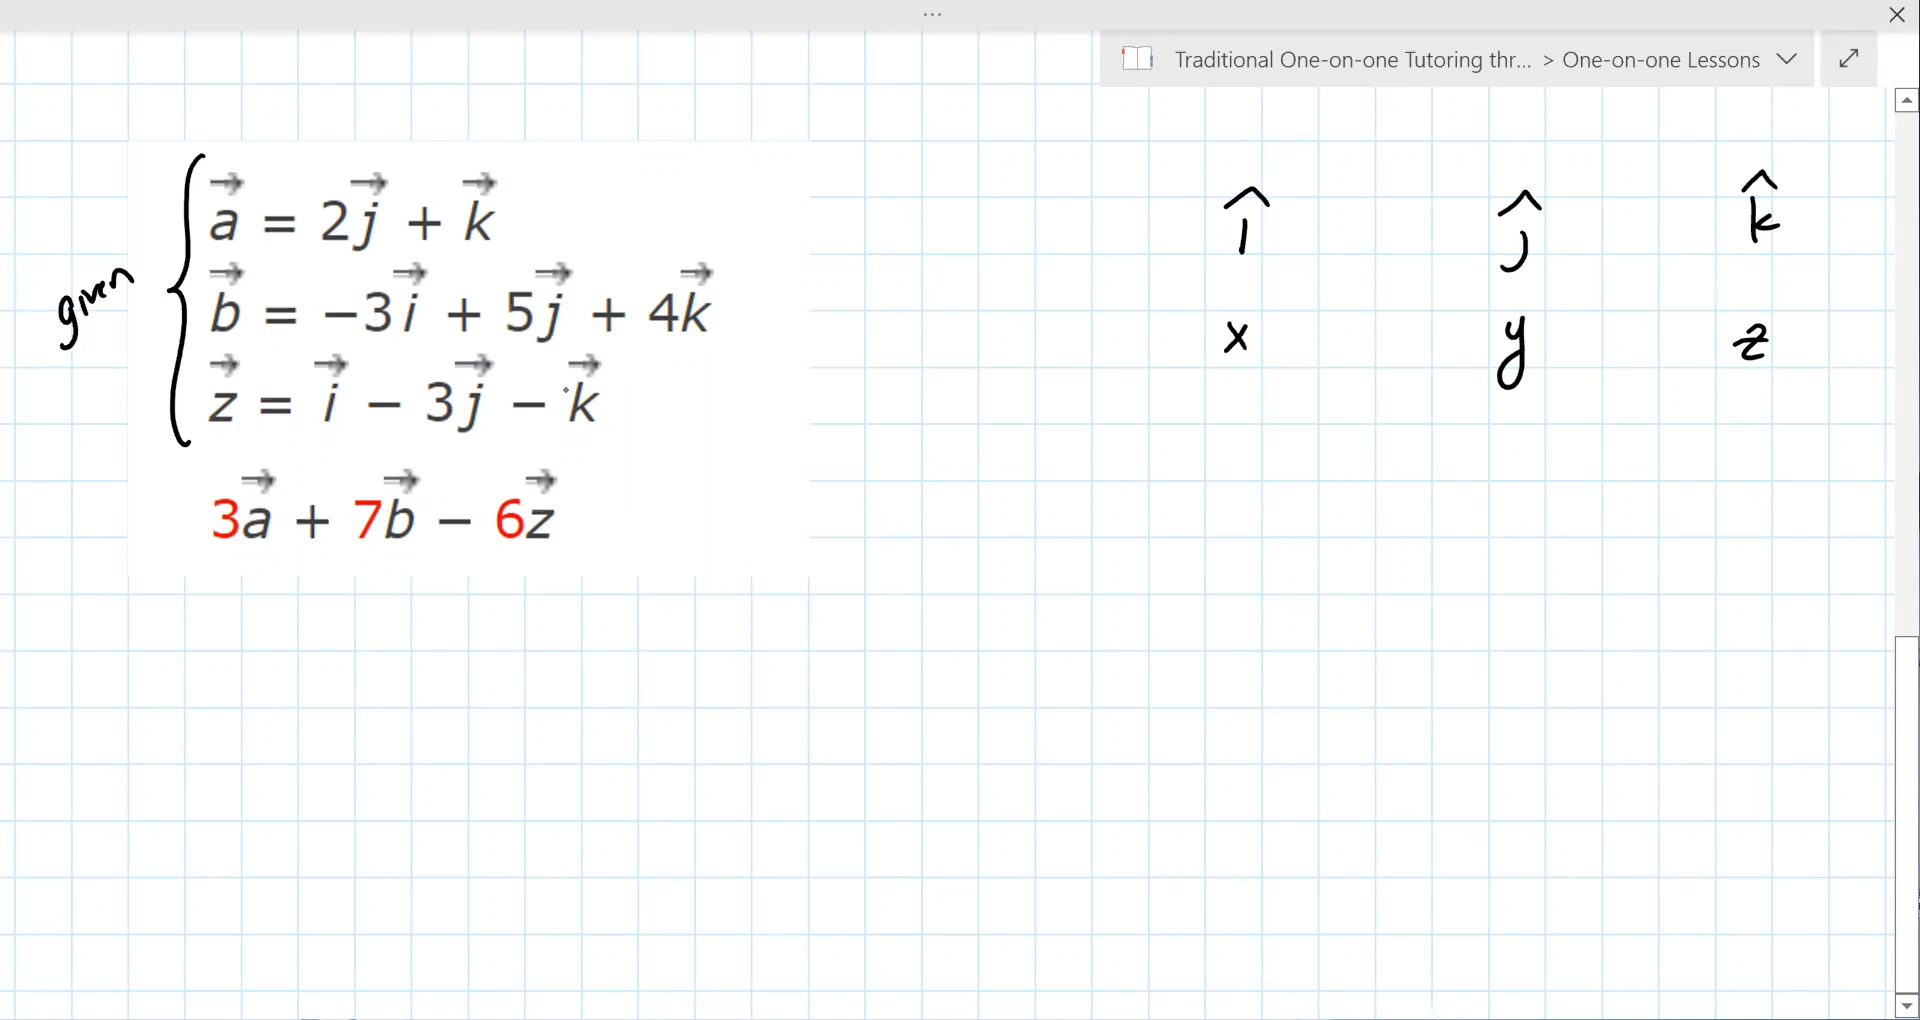 Traditional One-on-one Tutoring thr... > One-on-one Lessons
given
a⃗ = 2j⃗ + k⃗
b⃗ = −3i⃗ + 5j⃗ + 4k⃗
z⃗ = i⃗ − 3j⃗ − k⃗
3a⃗ + 7b⃗ − 6z⃗
î ĵ k̂
x y z